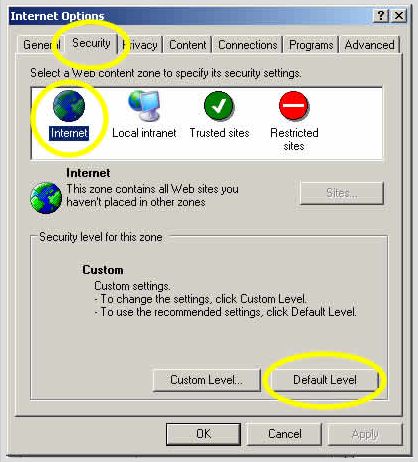 Internet Options
General Security Privacy Content Connections Programs Advanced
Select a Web content zone to specify its security settings.
Internet Local intranet Trusted sites Restricted
sites
Internet
This zone contains all Web sites you
haven't placed in other zones
Sites...
Security level for this zone
Custom
Custom settings.
- To change the settings, click Custom Level.
- To use the recommended settings, click Default Level.
Custom Level... Default Level
OK Cancel Apply